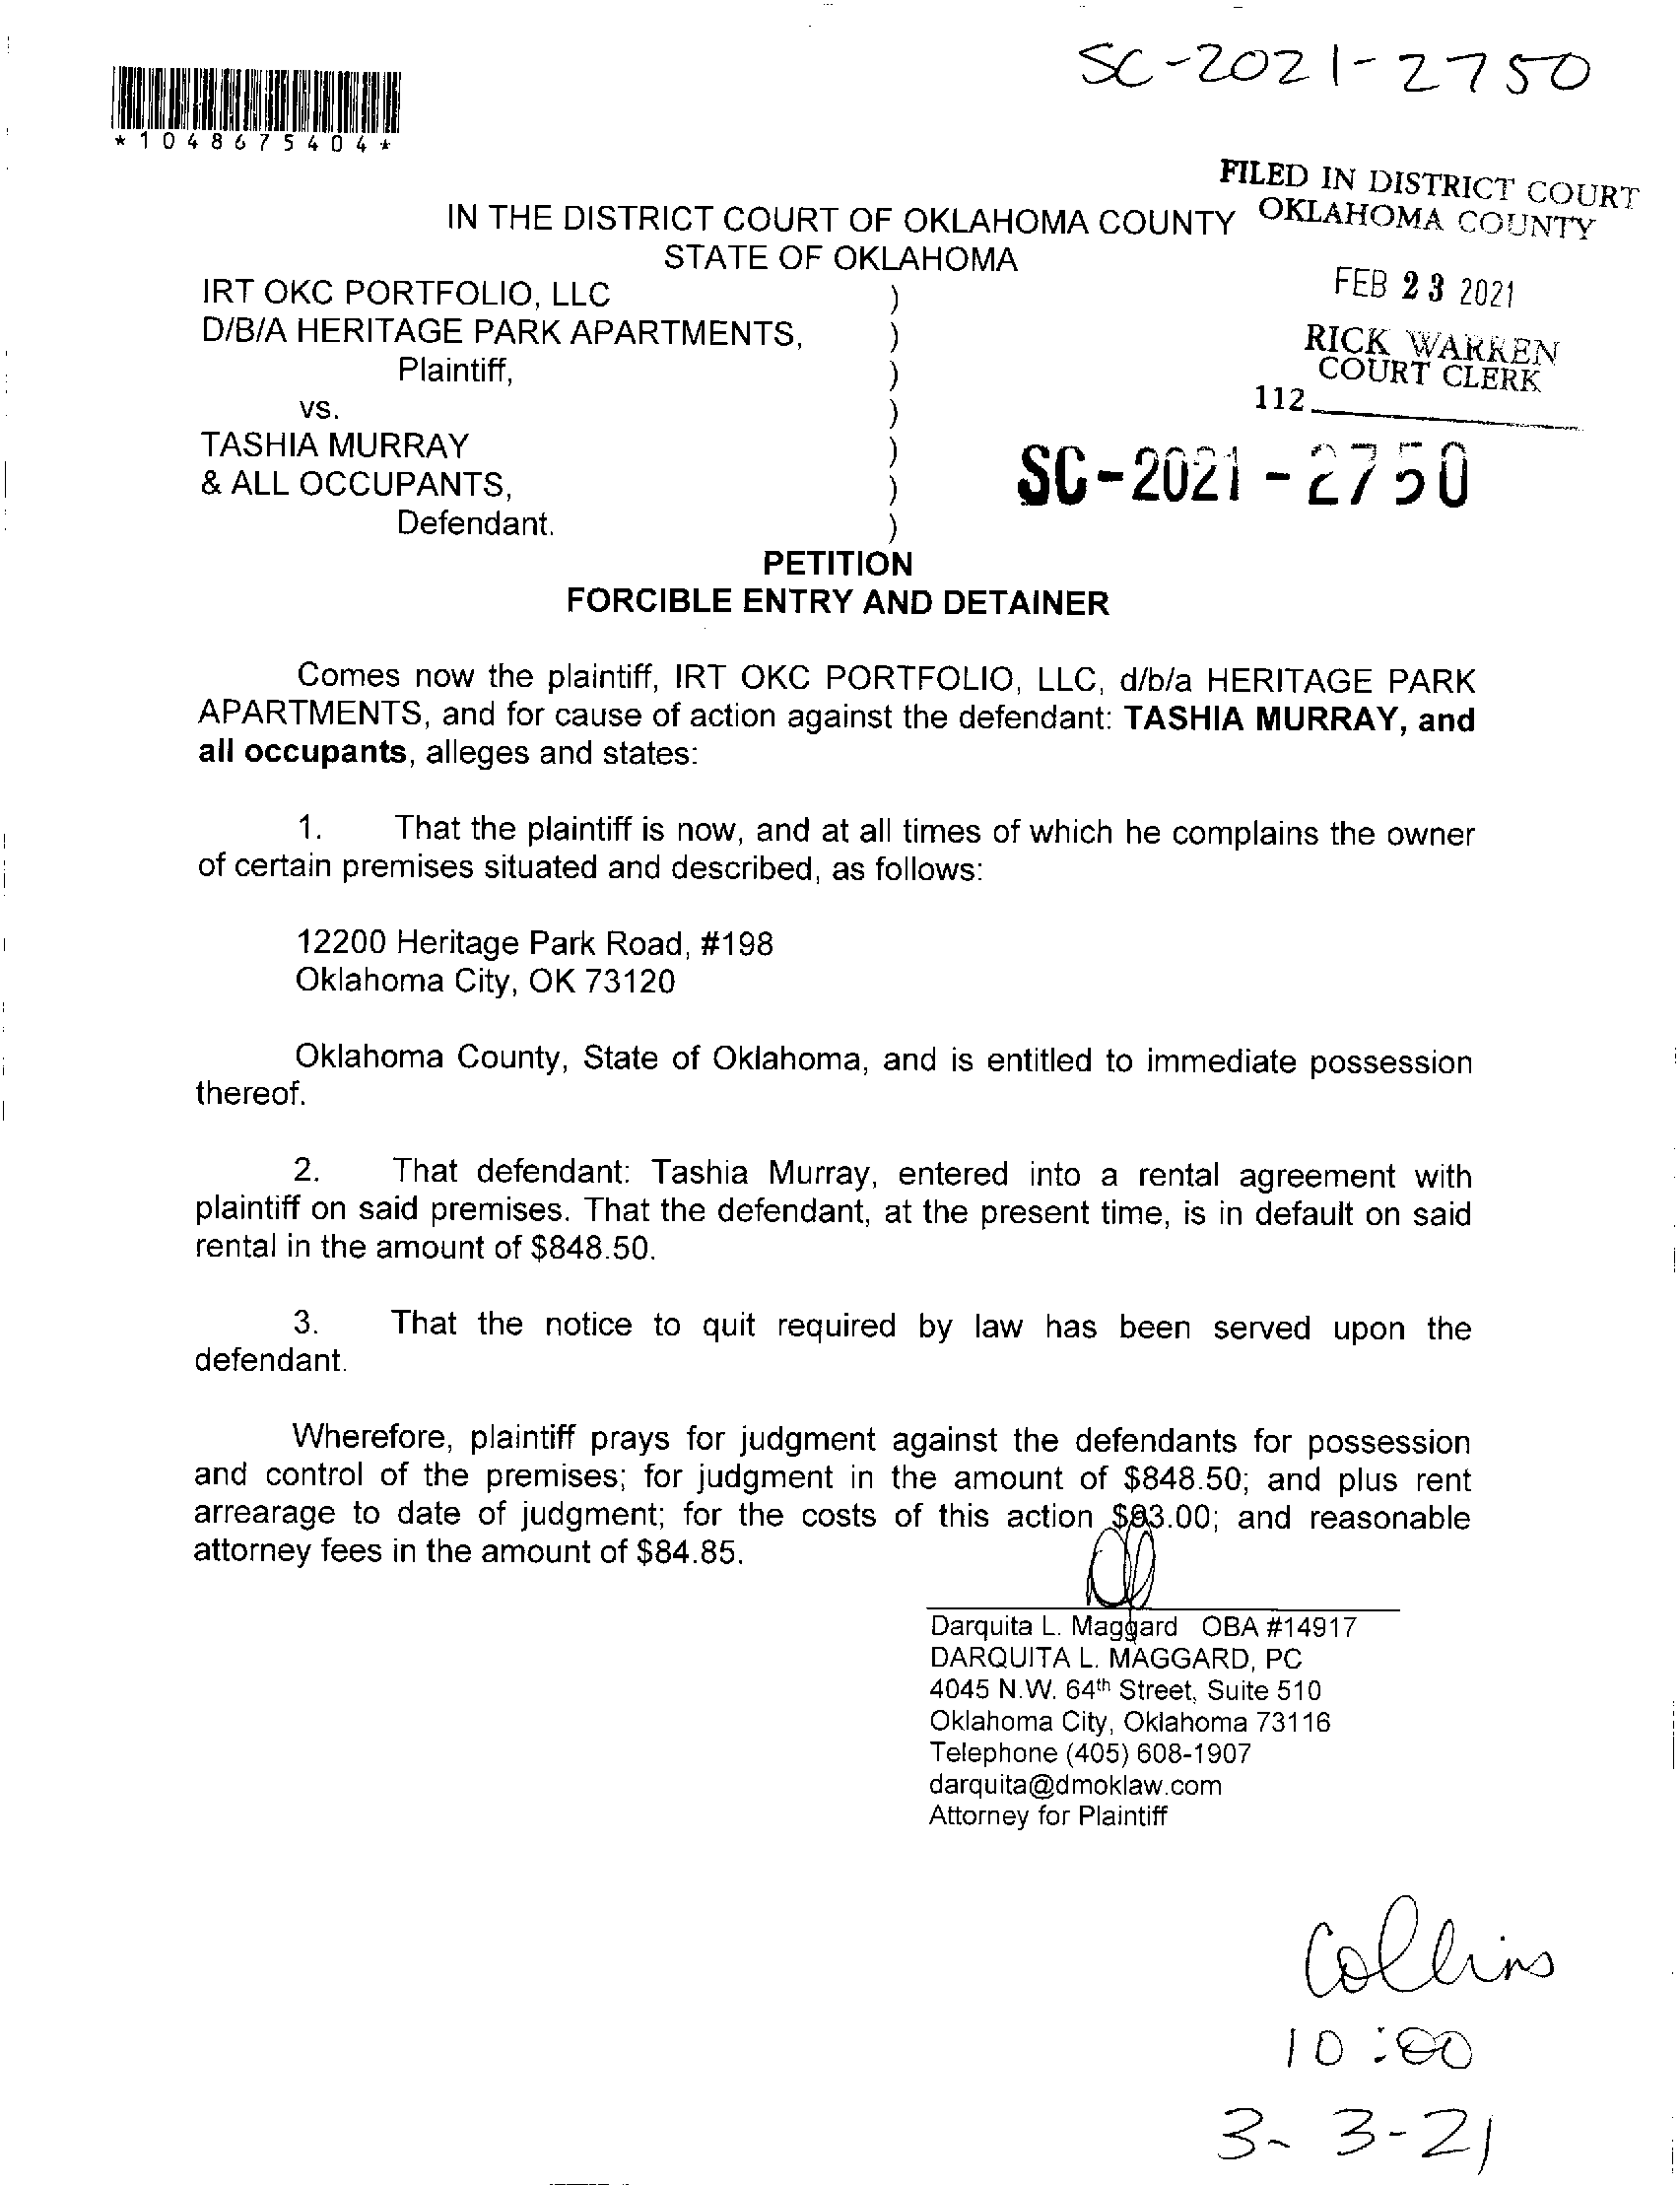 SC-2021-2750
*1048675404*
FILED IN DISTRICT COURT
OKLAHOMA COUNTY
FEB 23 2021
RICK WARREN
COURT CLERK
112
SC-2021-2750
IN THE DISTRICT COURT OF OKLAHOMA COUNTY
STATE OF OKLAHOMA
IRT OKC PORTFOLIO, LLC )
D/B/A HERITAGE PARK APARTMENTS, )
Plaintiff, )
vs. )
TASHIA MURRAY )
& ALL OCCUPANTS, )
Defendant. )
PETITION
FORCIBLE ENTRY AND DETAINER
Comes now the plaintiff, IRT OKC PORTFOLIO, LLC, d/b/a HERITAGE PARK
APARTMENTS, and for cause of action against the defendant: TASHIA MURRAY, and
all occupants, alleges and states:
1. That the plaintiff is now, and at all times of which he complains the owner
of certain premises situated and described, as follows:
12200 Heritage Park Road, #198
Oklahoma City, OK 73120
Oklahoma County, State of Oklahoma, and is entitled to immediate possession
thereof.
2. That defendant: Tashia Murray, entered into a rental agreement with
plaintiff on said premises. That the defendant, at the present time, is in default on said
rental in the amount of $848.50.
3. That the notice to quit required by law has been served upon the
defendant.
Wherefore, plaintiff prays for judgment against the defendants for possession
and control of the premises; for judgment in the amount of $848.50; and plus rent
arrearage to date of judgment; for the costs of this action and reasonable
attorney fees in the amount of $84.85.
Darquita L. Maggard OBA #14917
DARQUITA L. MAGGARD, PC
4045 N.W. 64th Street, Suite 510
Oklahoma City, Oklahoma 73116
Telephone (405) 608-1907
darquita@dmoklaw.com
Attorney for Plaintiff
Collins
10:00
3-3-21